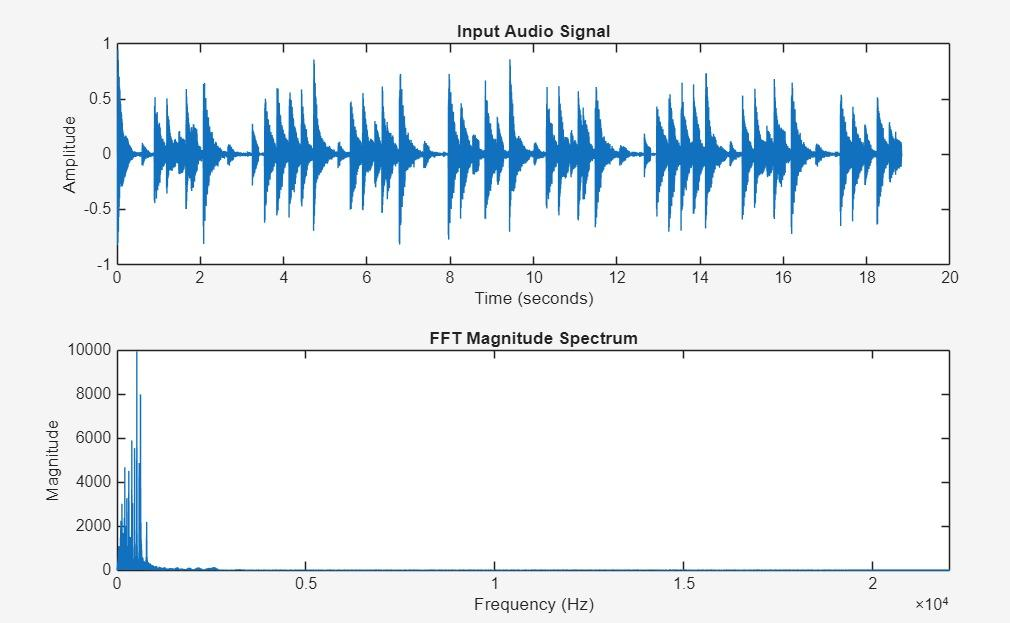 Input Audio Signal
1
0.5
0
-0.5
-1
Amplitude
0 2 4 6 8 10 12 14 16 18 20
Time (seconds)
FFT Magnitude Spectrum
10000
8000
6000
4000
2000
0
Magnitude
0 0.5 1 1.5 2
Frequency (Hz) ×10⁴